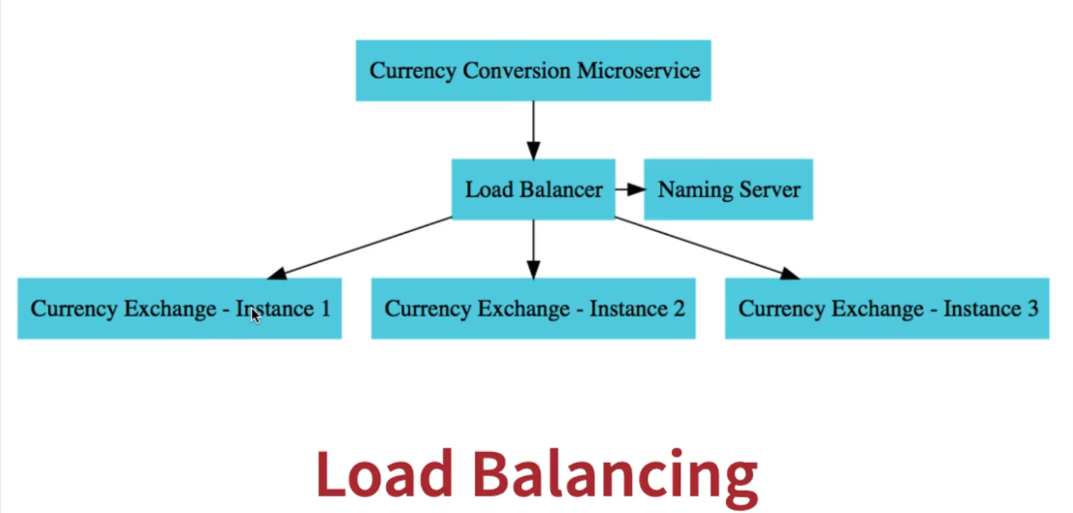 Currency Conversion Microservice
Load Balancer
Naming Server
Currency Exchange - Instance 1
Currency Exchange - Instance 2
Currency Exchange - Instance 3
Load Balancing